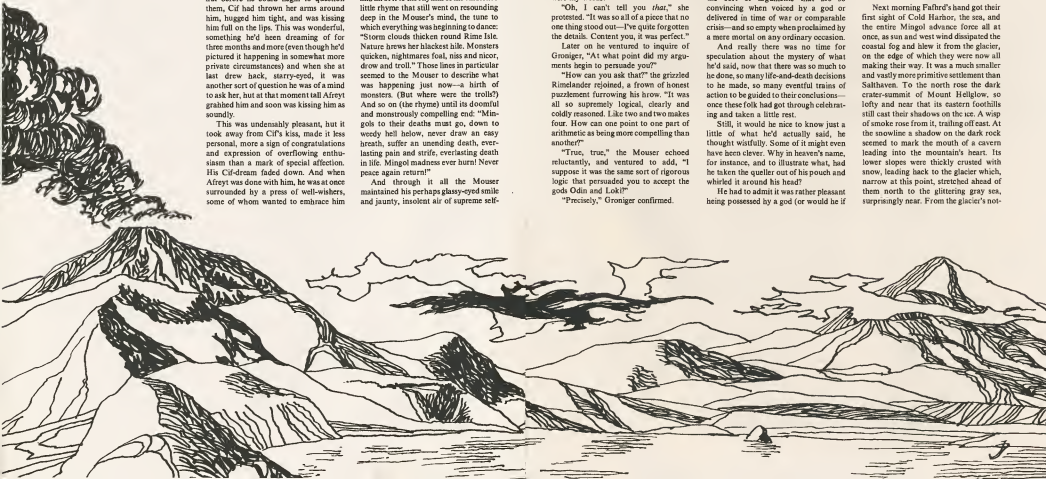 them, Cif had thrown her arms around
him, hugged him tight, and was kissing
him full on the lips. This was wonderful,
something he'd been dreaming of for
three months and more (even though he'd
pictured it happening in somewhat more
private circumstances) and when she at
last drew back, starry-eyed, it was
another sort of question he was of a mind
to ask her, but at that moment tall Afreyt
grabbed him and soon was kissing him as
soundly.
This was undeniably pleasant, but it
took away from Cif's kiss, made it less
personal, more a sign of congratulations
and expression of overflowing enthu-
siasm than a mark of special affection.
His Cif-dream faded down. And when
Afreyt was done with him, he was at once
surrounded by a press of well-wishers,
some of whom wanted to embrace him
little rhyme that still went on resounding
deep in the Mouser's mind, the tune to
which everything was beginning to dance:
"Storm clouds thicken round Rime Isle.
Nature brews her blackest bile. Monsters
quicken, nightmares foal, niss and nicor,
drow and troll." Those lines in particular
seemed to the Mouser to describe what
was happening just now—a birth of
monsters. (But where were the trolls?)
And so on (the rhyme) until its doomful
and monstrously compelling end: "Min-
gols to their deaths must go, down to
weedy hell below, never draw an easy
breath, suffer an unending death, ever-
lasting pain and strife, everlasting death
in life. Mingol madness ever burn! Never
peace again return!"
And through it all the Mouser
maintained his perhaps glassy-eyed smile
and jaunty, insolent air of supreme self-
"Oh, I can't tell you that," she
protested. "It was so all of a piece that no
one thing stood out—I've quite forgotten
the details. Content you, it was perfect."
Later on he ventured to inquire of
Groniger, "At what point did my argu-
ments begin to persuade you?"
"How can you ask that?" the grizzled
Rimelander rejoined, a frown of honest
puzzlement furrowing his brow. "It was
all so supremely logical, clearly and
coldly reasoned. Like two and two makes
four. How can one point to one part of
arithmetic as being more compelling than
another?"
"True, true," the Mouser echoed
reluctantly, and ventured to add, "I
suppose it was the same sort of rigorous
logic that persuaded you to accept the
gods Odin and Loki?"
"Precisely," Groniger confirmed.
convincing when voiced by a god or
delivered in time of war or comparable
crisis—and so empty when proclaimed by
a mere mortal on any ordinary occasion.
And really there was no time for
speculation about the mystery of what
he'd said, now that there was so much to
be done, so many life-and-death decisions
to be made, so many eventful trains of
action to be guided to their conclusions—
once these folk had got through celebrat-
ing and taken a little rest.
Still, it would be nice to know just a
little of what he'd actually said, he
thought wistfully. Some of it might even
have been clever. Why in heaven's name,
for instance, and to illustrate what, had
he taken the queller out of his pouch and
whirled it around his head?
He had to admit it was rather pleasant
being possessed by a god (or would be if
Next morning Fafhrd's band got their
first sight of Cold Harbor, the sea, and
the entire Mingol advance force all at
once, as sun and west wind dissipated the
coastal fog and blew it from the glacier,
on the edge of which they were now all
making their way. It was a much smaller
and vastly more primitive settlement than
Salthaven. To the north rose the dark
crater-summit of Mount Hellglow, so
lofty and near that its eastern foothills
still cast their shadows on the ice. A wisp
of smoke rose from it, trailing off east. At
the snowline a shadow on the dark rock
seemed to mark the mouth of a cavern
leading into the mountain's heart. Its
lower slopes were thickly crusted with
snow, leading back to the glacier which,
narrow at this point, stretched ahead of
them north to the glittering gray sea,
surprisingly near. From the glacier's not-